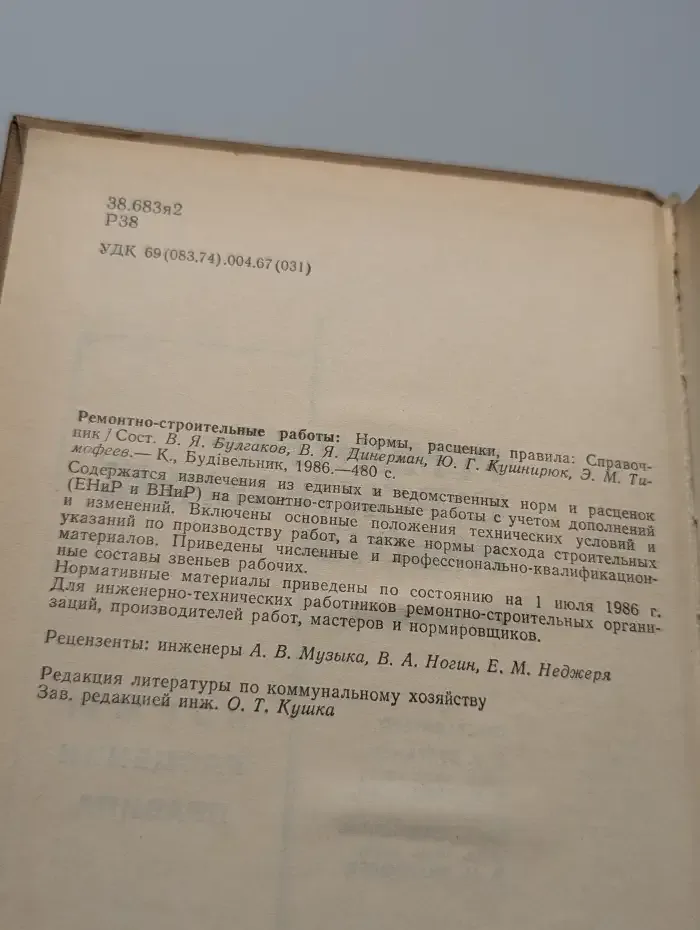 38.683я2
Р38
УДК 69(083.74).004.67(031)
Ремонтно-строительные работы: Нормы, расценки, правила: Справоч-
ник / Сост. В. Я. Булгаков, В. Я. Динерман, Ю. Г. Кушнирюк, Э. М. Ти-
мофеев.— К., Будівельник, 1986.—480 с.
Содержатся извлечения из единых и ведомственных норм и расценок
(ЕНиР и ВНиР) на ремонтно-строительные работы с учетом дополнений
и изменений. Включены основные положения технических условий и
указаний по производству работ, а также нормы расхода строительных
материалов. Приведены численные и профессионально-квалификацион-
ные составы звеньев рабочих.
Нормативные материалы приведены по состоянию на 1 июля 1986 г.
Для инженерно-технических работников ремонтно-строительных органи-
заций, производителей работ, мастеров и нормировщиков.
Рецензенты: инженеры А. В. Музыка, В. А. Ногин, Е. М. Неджеря
Редакция литературы по коммунальному хозяйству
Зав. редакцией инж. О. Т. Кушка